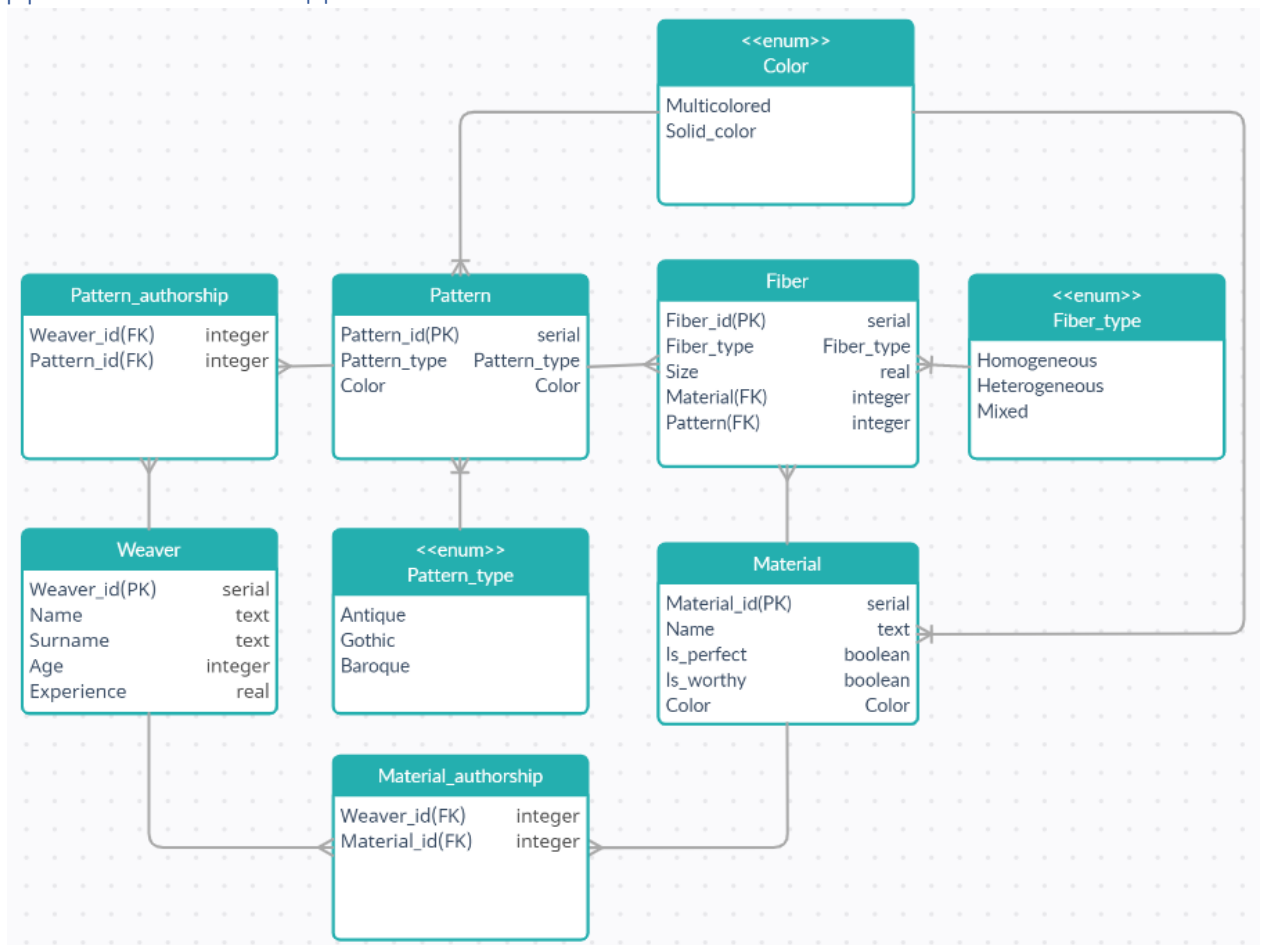 <<enum>>
Color
Multicolored
Solid_color
Pattern_authorship
Weaver_id(FK) integer
Pattern_id(FK) integer
Pattern
Pattern_id(PK) serial
Pattern_type Pattern_type
Color Color
Fiber
Fiber_id(PK) serial
Fiber_type Fiber_type
Size real
Material(FK) integer
Pattern(FK) integer
<<enum>>
Fiber_type
Homogeneous
Heterogeneous
Mixed
Weaver
Weaver_id(PK) serial
Name text
Surname text
Age integer
Experience real
<<enum>>
Pattern_type
Antique
Gothic
Baroque
Material
Material_id(PK) serial
Name text
Is_perfect boolean
Is_worthy boolean
Color Color
Material_authorship
Weaver_id(FK) integer
Material_id(FK) integer